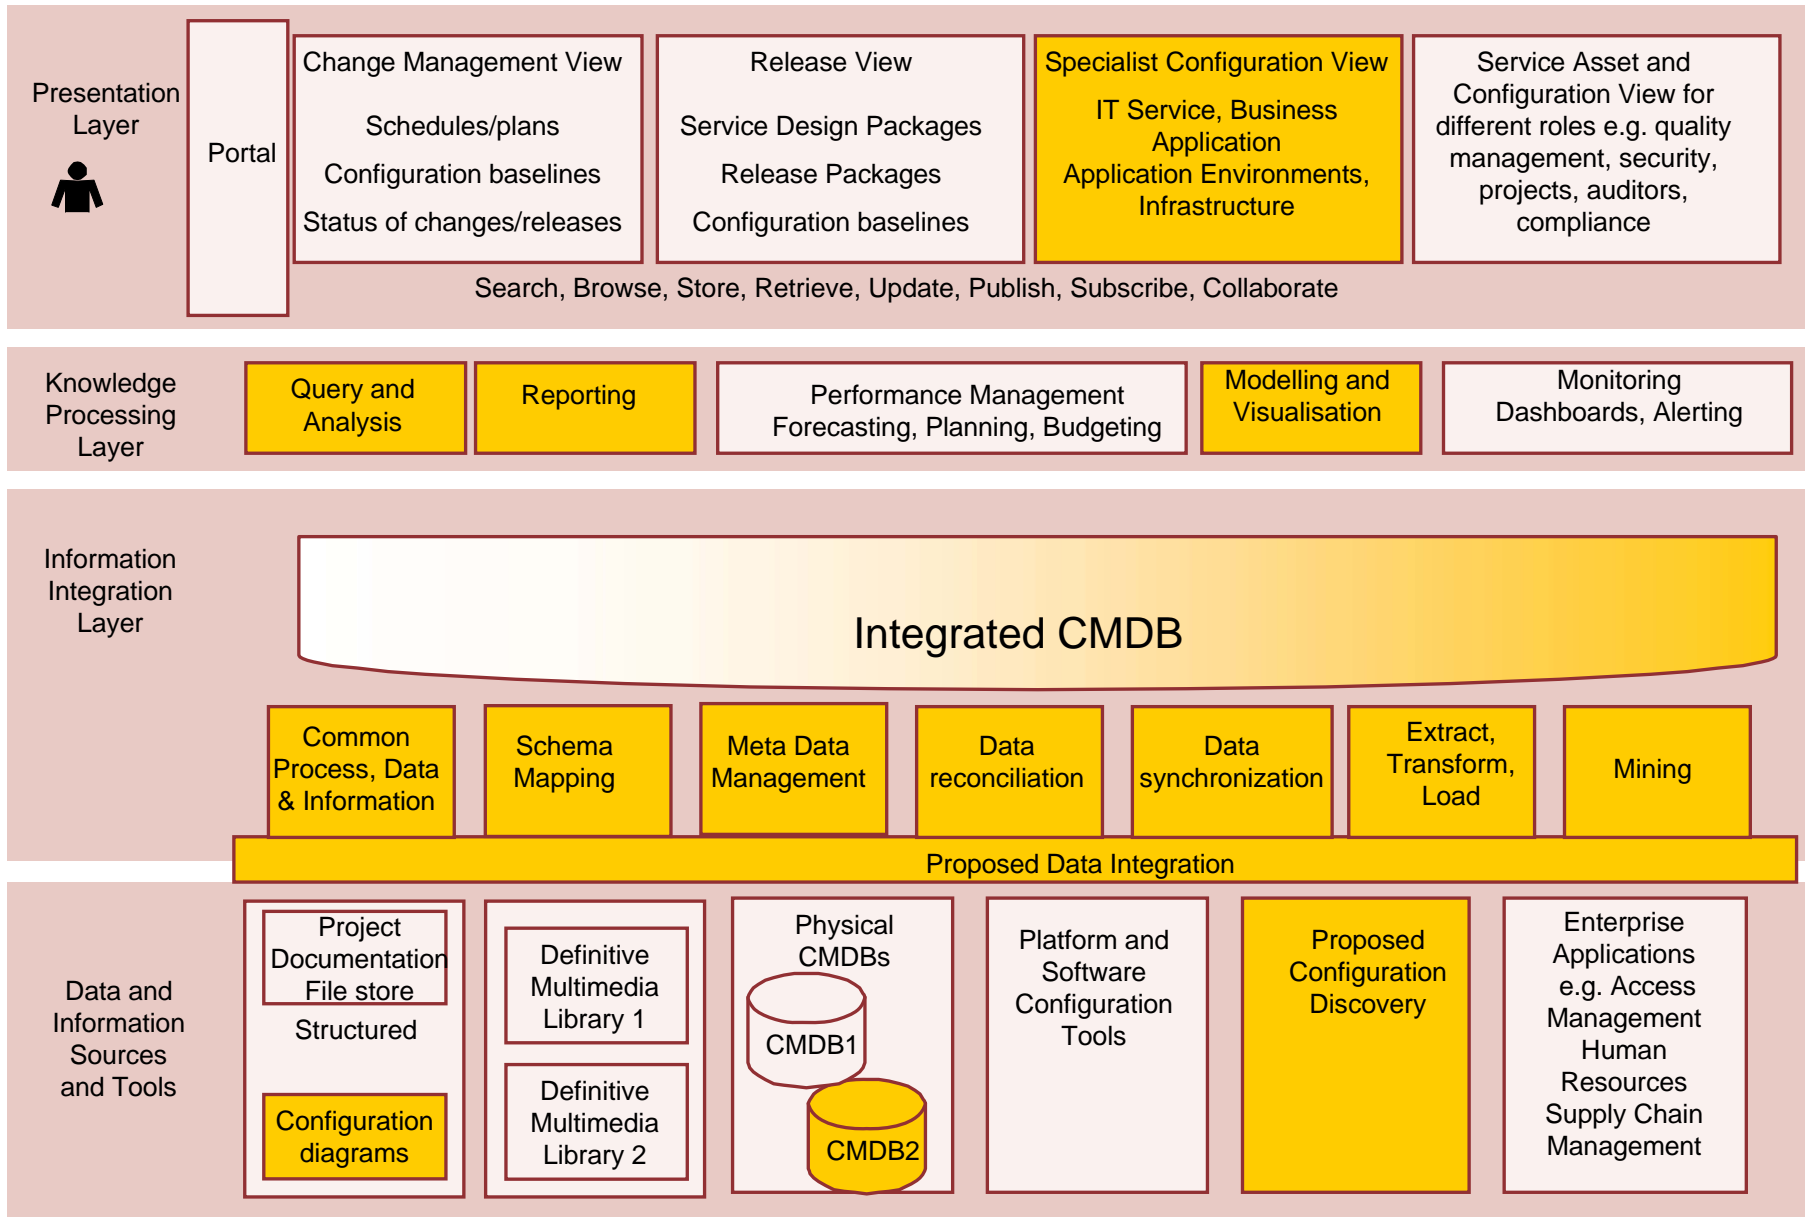 Presentation
Layer
Portal
Change Management View
Schedules/plans
Configuration baselines
Status of changes/releases
Release View
Service Design Packages
Release Packages
Configuration baselines
Specialist Configuration View
IT Service, Business
Application
Application Environments,
Infrastructure
Service Asset and
Configuration View for
different roles e.g. quality
management, security,
projects, auditors,
compliance
Search, Browse, Store, Retrieve, Update, Publish, Subscribe, Collaborate
Knowledge
Processing
Layer
Query and
Analysis
Reporting
Performance Management
Forecasting, Planning, Budgeting
Modelling and
Visualisation
Monitoring
Dashboards, Alerting
Information
Integration
Layer
Integrated CMDB
Common
Process, Data
& Information
Schema
Mapping
Meta Data
Management
Data
reconciliation
Data
synchronization
Extract,
Transform,
Load
Mining
Proposed Data Integration
Data and
Information
Sources
and Tools
Project
Documentation
File store
Structured
Configuration
diagrams
Definitive
Multimedia
Library 1
Definitive
Multimedia
Library 2
Physical
CMDBs
CMDB1
CMDB2
Platform and
Software
Configuration
Tools
Proposed
Configuration
Discovery
Enterprise
Applications
e.g. Access
Management
Human
Resources
Supply Chain
Management